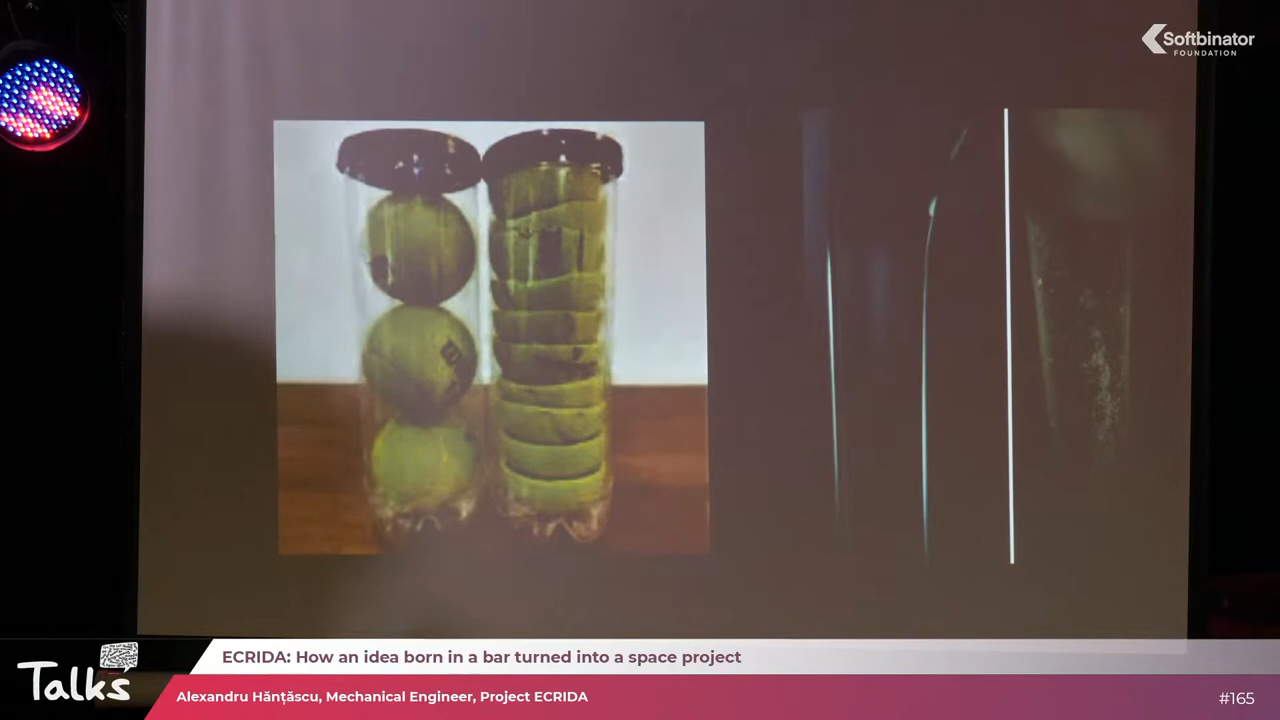 Softbinator
FOUNDATION
Talks
ECRIDA: How an idea born in a bar turned into a space project
Alexandru Hănțăscu, Mechanical Engineer, Project ECRIDA
#165